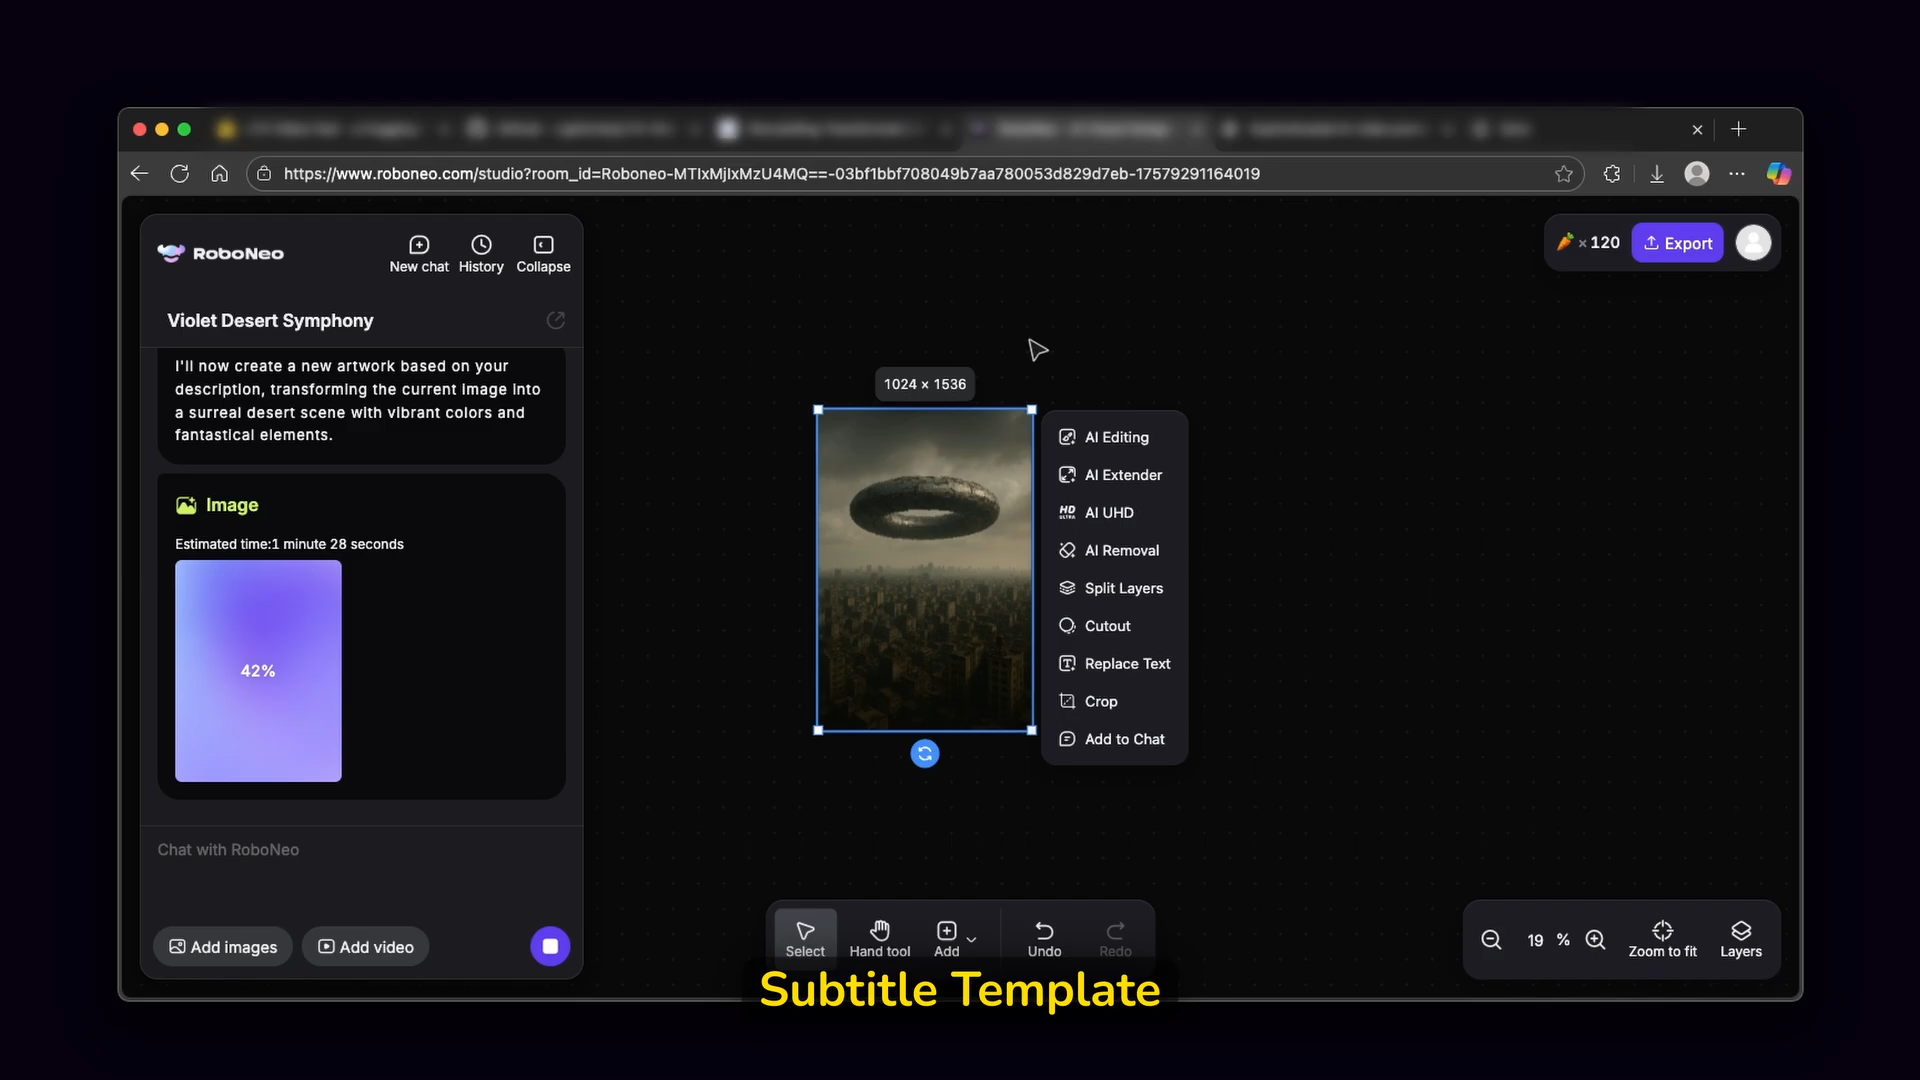 https://www.roboneo.com/studio?room_id=Roboneo-MTIxMjIxMzU4MQ==-03bf1bbf708049b7aa780053d829d7eb-17579291164019
RoboNeo
New chat
History
Collapse
× 120
Export
Violet Desert Symphony
I'll now create a new artwork based on your
description, transforming the current image into
a surreal desert scene with vibrant colors and
fantastical elements.
Image
Estimated time:1 minute 28 seconds
42%
1024 × 1536
AI Editing
AI Extender
HD ULTRA AI UHD
AI Removal
Split Layers
Cutout
Replace Text
Crop
Add to Chat
Chat with RoboNeo
Add images
Add video
Select
Hand tool
Add
Undo
Redo
19 %
Zoom to fit
Layers
Subtitle Template